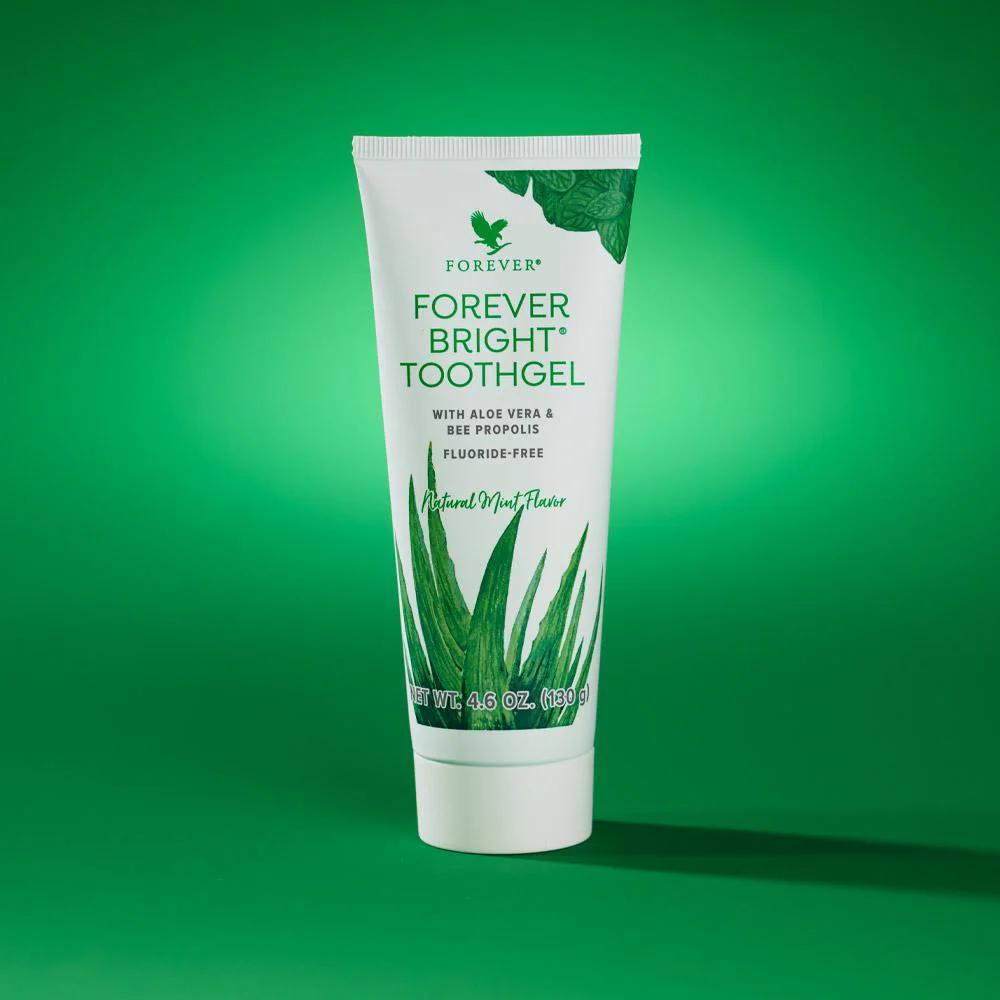 FOREVER®
FOREVER
BRIGHT®
TOOTHGEL
WITH ALOE VERA &
BEE PROPOLIS
FLUORIDE-FREE
Natural Mint Flavor
NET WT. 4.6 OZ. (130 g)